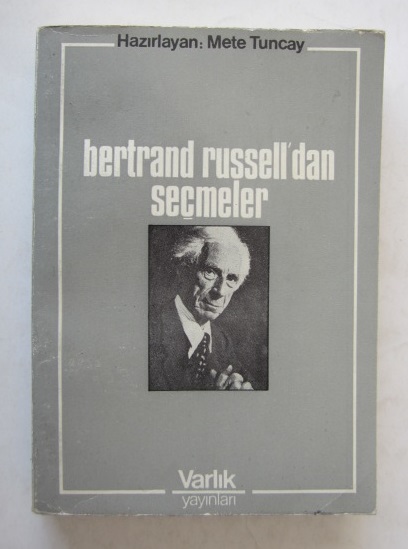 Hazırlayan: Mete Tuncay
bertrand russell'dan
seçmeler
Varlık
yayınları